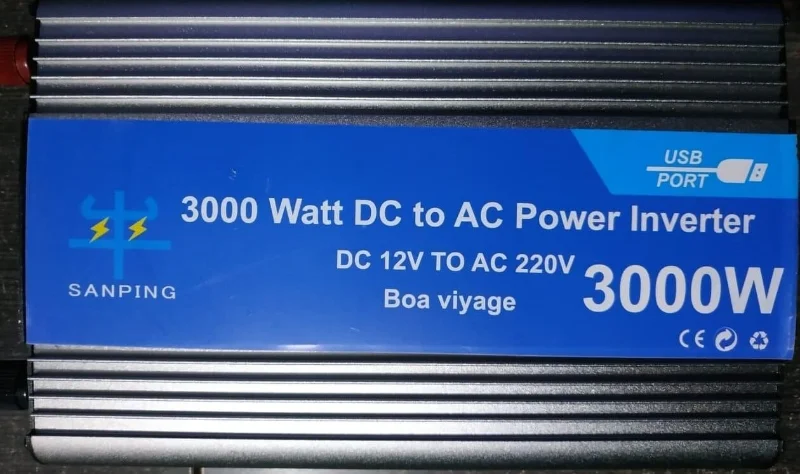 USB
PORT
3000 Watt DC to AC Power Inverter
DC 12V TO AC 220V
3000W
Boa viyage
SANPING
CE